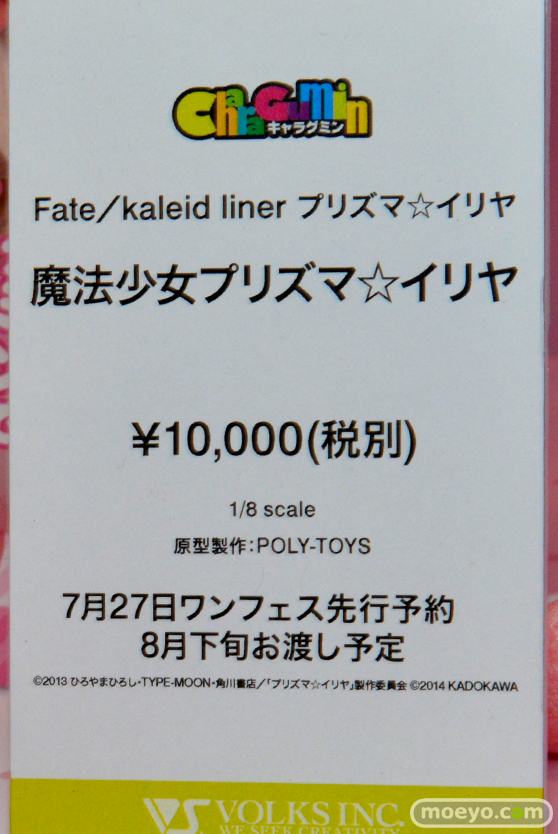 CharaGumin
キャラグミン
Fate/kaleid liner プリズマ☆イリヤ
魔法少女プリズマ☆イリヤ
¥10,000(税別)
1/8 scale
原型製作:POLY-TOYS
7月27日ワンフェス先行予約
8月下旬お渡し予定
©2013 ひろやまひろし・TYPE-MOON・角川書店/「プリズマ☆イリヤ」製作委員会 ©2014 KADOKAWA
VS VOLKS INC.
WE SEEK CREATIVITY
moeyo.com